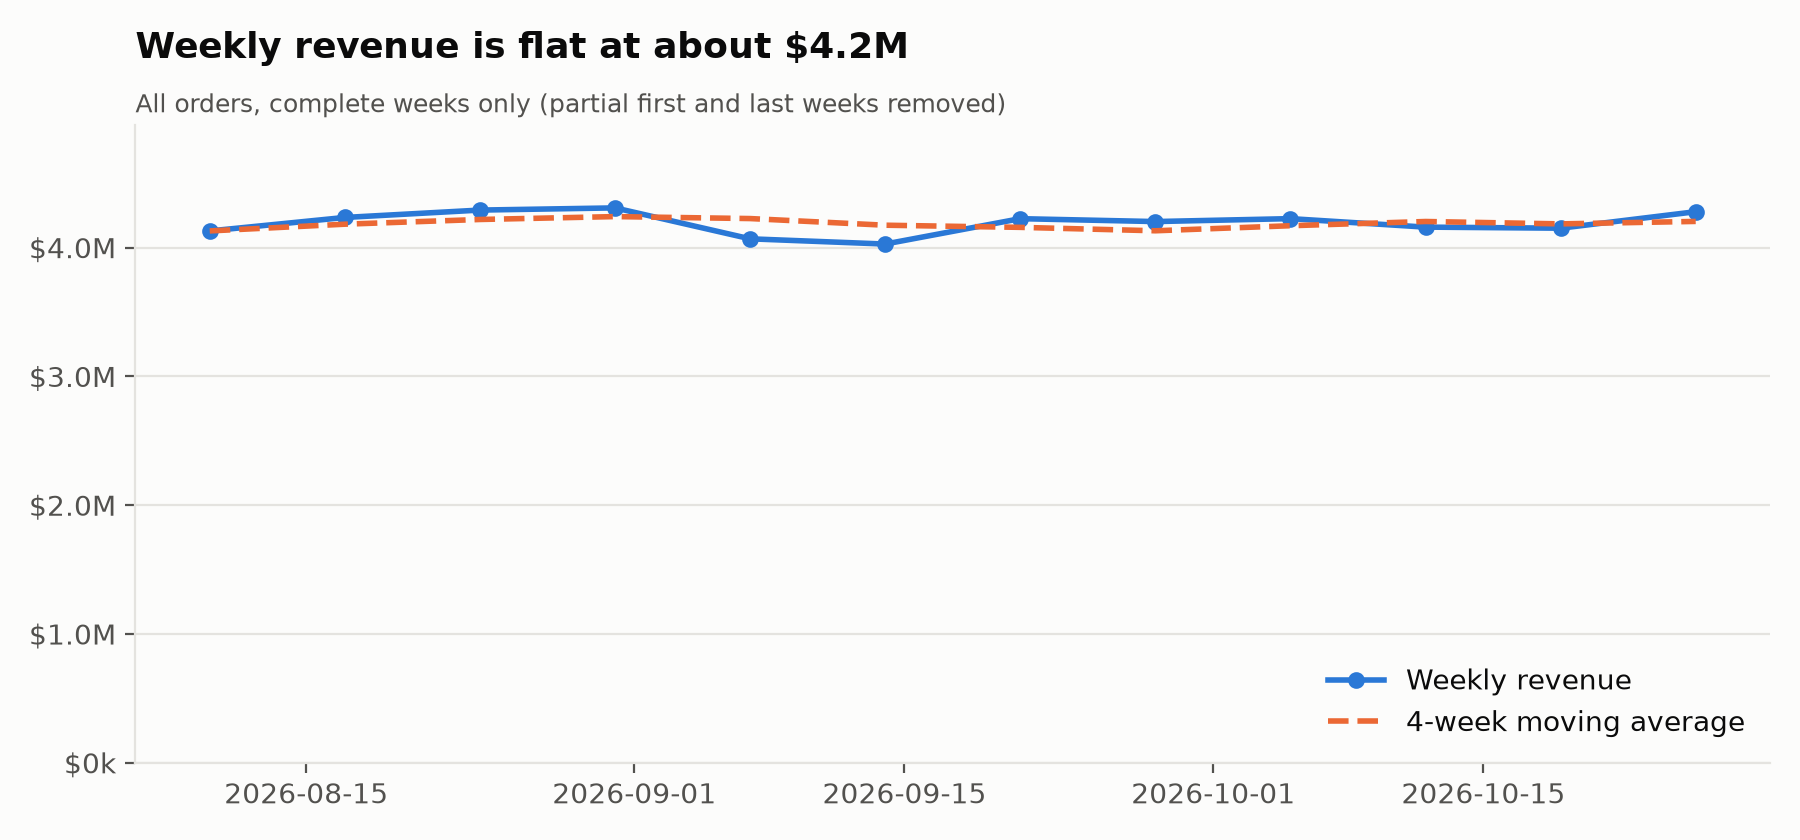 Weekly revenue is flat at about $4.2M
All orders, complete weeks only (partial first and last weeks removed)
$4.0M
$3.0M
$2.0M
$1.0M
$0k
Weekly revenue
4-week moving average
2026-08-15
2026-09-01
2026-09-15
2026-10-01
2026-10-15